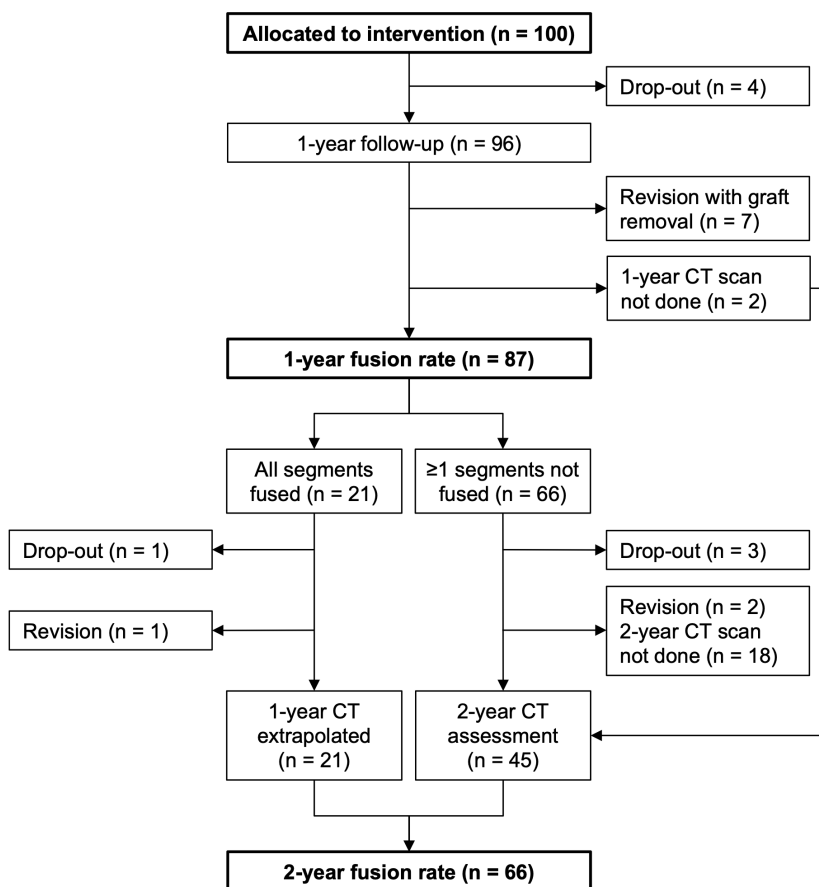 Allocated to intervention (n = 100)
Drop-out (n = 4)
1-year follow-up (n = 96)
Revision with graft
removal (n = 7)
1-year CT scan
not done (n = 2)
1-year fusion rate (n = 87)
All segments
fused (n = 21)
≥1 segments not
fused (n = 66)
Drop-out (n = 1)
Drop-out (n = 3)
Revision (n = 1)
Revision (n = 2)
2-year CT scan
not done (n = 18)
1-year CT
extrapolated
(n = 21)
2-year CT
assessment
(n = 45)
2-year fusion rate (n = 66)